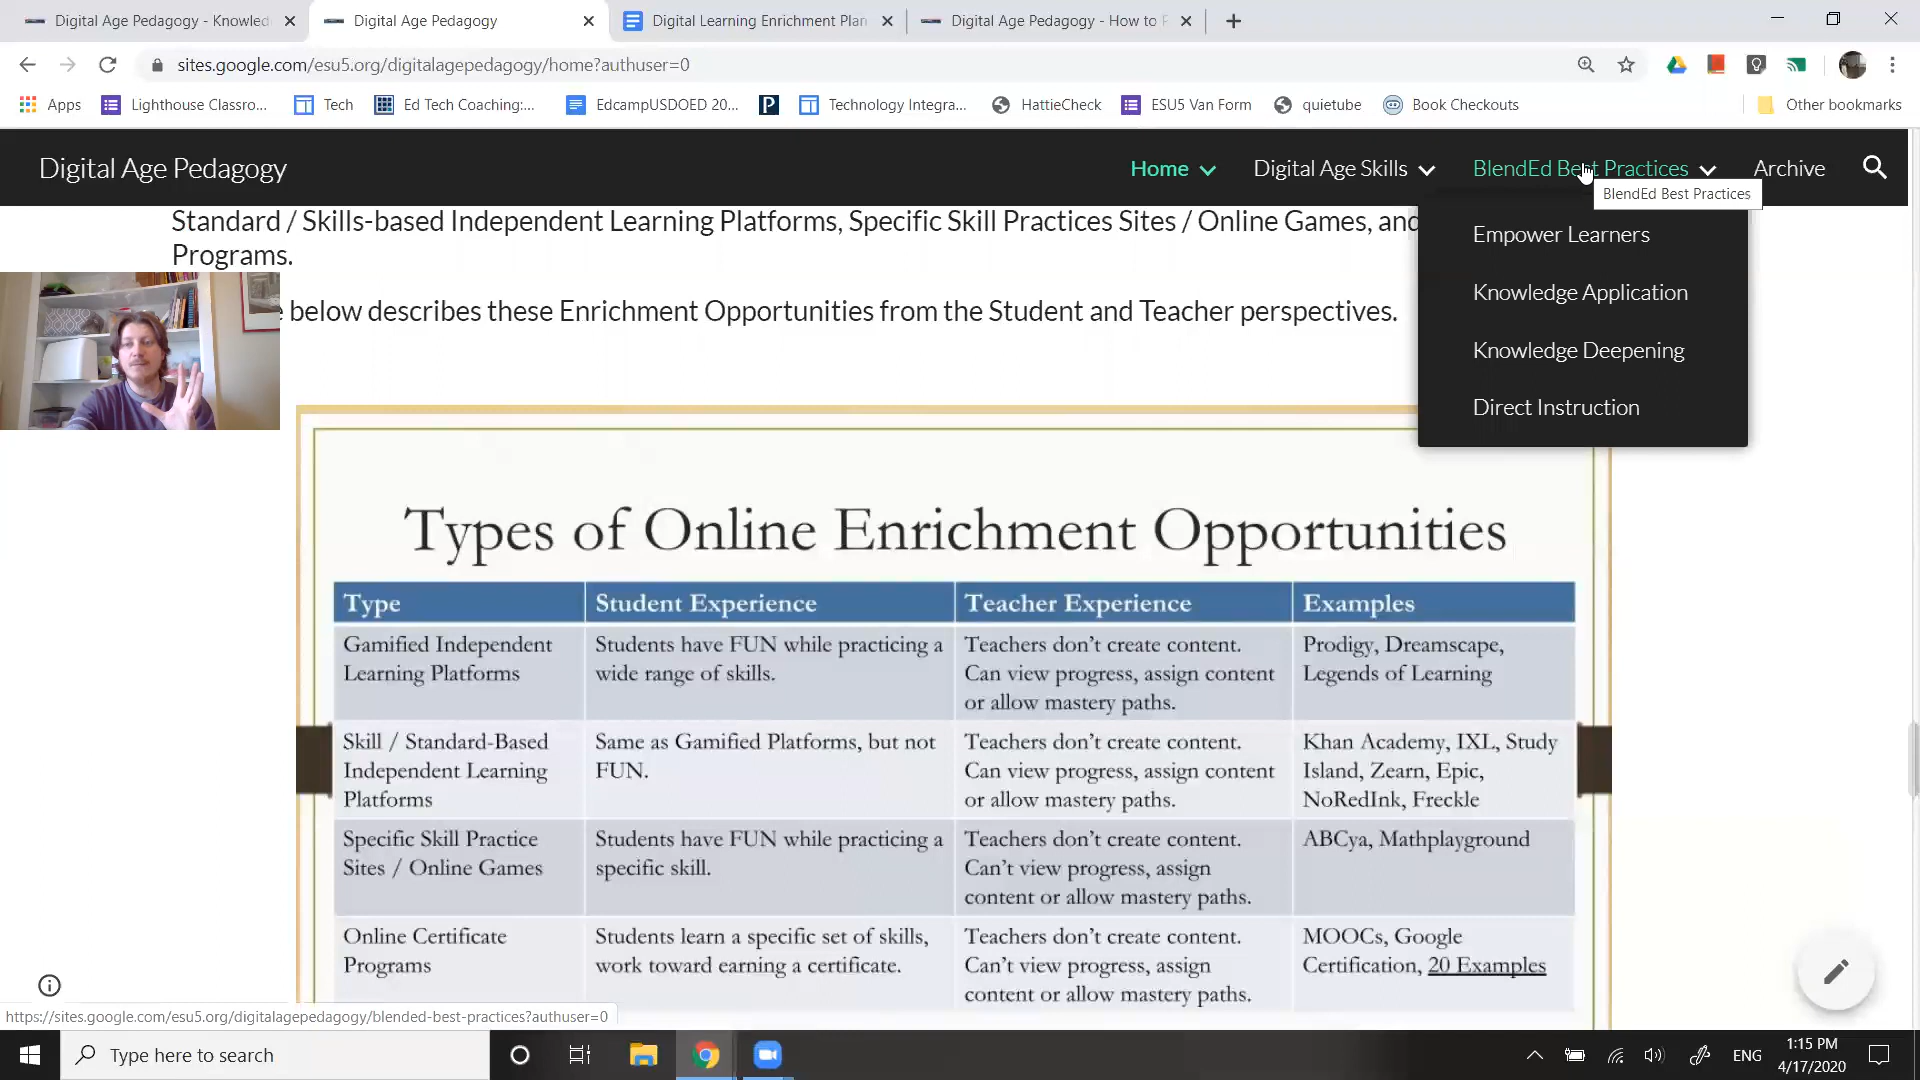 Digital Age Pedagogy - Knowled
Digital Age Pedagogy
Digital Learning Enrichment Plan
Digital Age Pedagogy - How to P
sites.google.com/esu5.org/digitalagepedagogy/home?authuser=0
Apps
Lighthouse Classro...
Tech
Ed Tech Coaching:...
EdcampUSDOED 20...
Technology Integra...
HattieCheck
ESU5 Van Form
quietube
Book Checkouts
Other bookmarks
Digital Age Pedagogy
Home
Digital Age Skills
BlendEd Best Practices
Archive
BlendEd Best Practices
Empower Learners
Knowledge Application
Knowledge Deepening
Direct Instruction
Standard / Skills-based Independent Learning Platforms, Specific Skill Practices Sites / Online Games, and
Programs.
below describes these Enrichment Opportunities from the Student and Teacher perspectives.
Types of Online Enrichment Opportunities
Type
Student Experience
Teacher Experience
Examples
Gamified Independent
Learning Platforms
Students have FUN while practicing a
wide range of skills.
Teachers don't create content.
Can view progress, assign content
or allow mastery paths.
Prodigy, Dreamscape,
Legends of Learning
Skill / Standard-Based
Independent Learning
Platforms
Same as Gamified Platforms, but not
FUN.
Teachers don't create content.
Can view progress, assign content
or allow mastery paths.
Khan Academy, IXL, Study
Island, Zearn, Epic,
NoRedInk, Freckle
Specific Skill Practice
Sites / Online Games
Students have FUN while practicing a
specific skill.
Teachers don't create content.
Can't view progress, assign
content or allow mastery paths.
ABCya, Mathplayground
Online Certificate
Programs
Students learn a specific set of skills,
work toward earning a certificate.
Teachers don't create content.
Can't view progress, assign
content or allow mastery paths.
MOOCs, Google
Certification, 20 Examples
https://sites.google.com/esu5.org/digitalagepedagogy/blended-best-practices?authuser=0
Type here to search
ENG
1:15 PM
4/17/2020